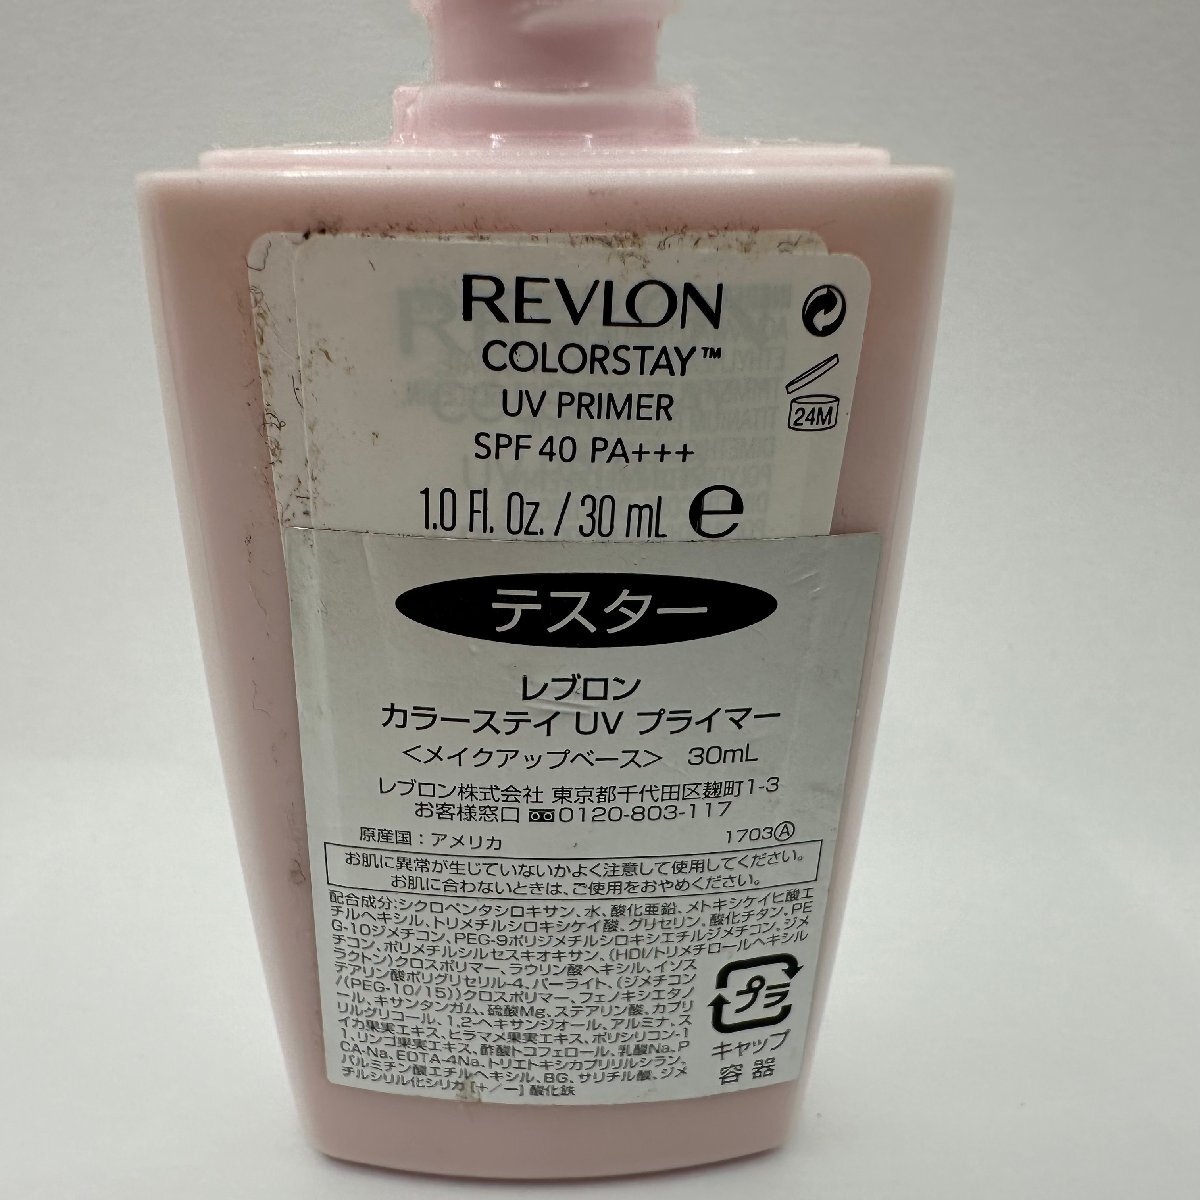 REVLON
COLORSTAY™
UV PRIMER
SPF 40 PA+++
1.0 Fl. Oz. / 30 mL ℮
24M
テスター
レブロン
カラーステイ UV プライマー
<メイクアップベース> 30mL
レブロン株式会社 東京都千代田区麹町1-3
お客様窓口 0120-803-117
原産国:アメリカ 1703Ⓐ
お肌に異常が生じていないかよく注意して使用してください。
お肌に合わないときは、ご使用をおやめください。
配合成分:シクロペンタシロキサン、水、酸化亜鉛、メトキシケイヒ酸エ
チルヘキシル、トリメチルシロキシケイ酸、グリセリン、酸化チタン、PE
G-10ジメチコン、PEG-9ポリジメチルシロキシエチルジメチコン、ジメ
チコン、ポリメチルシルセスキオキサン、(HDI/トリメチロールヘキシル
ラクトン)クロスポリマー、ラウリン酸ヘキシル、イソス
テアリン酸ポリグリセリル-4、パーライト、(ジメチコン
/(PEG-10/15))クロスポリマー、フェノキシエタノ
ール、キサンタンガム、硫酸Mg、ステアリン酸、カプリ
リルグリコール、1,2-ヘキサンジオール、アルミナ、ス
イカ果実エキス、ヒラマメ果実エキス、ポリシリコン-1
1、リンゴ果実エキス、酢酸トコフェロール、乳酸Na、P
CA-Na、EDTA-4Na、トリエトキシカプリリルシラン、
パルミチン酸エチルヘキシル、BG、サリチル酸、ジメ
チルシリル化シリカ [+/−] 酸化鉄
プラ
キャップ
容器